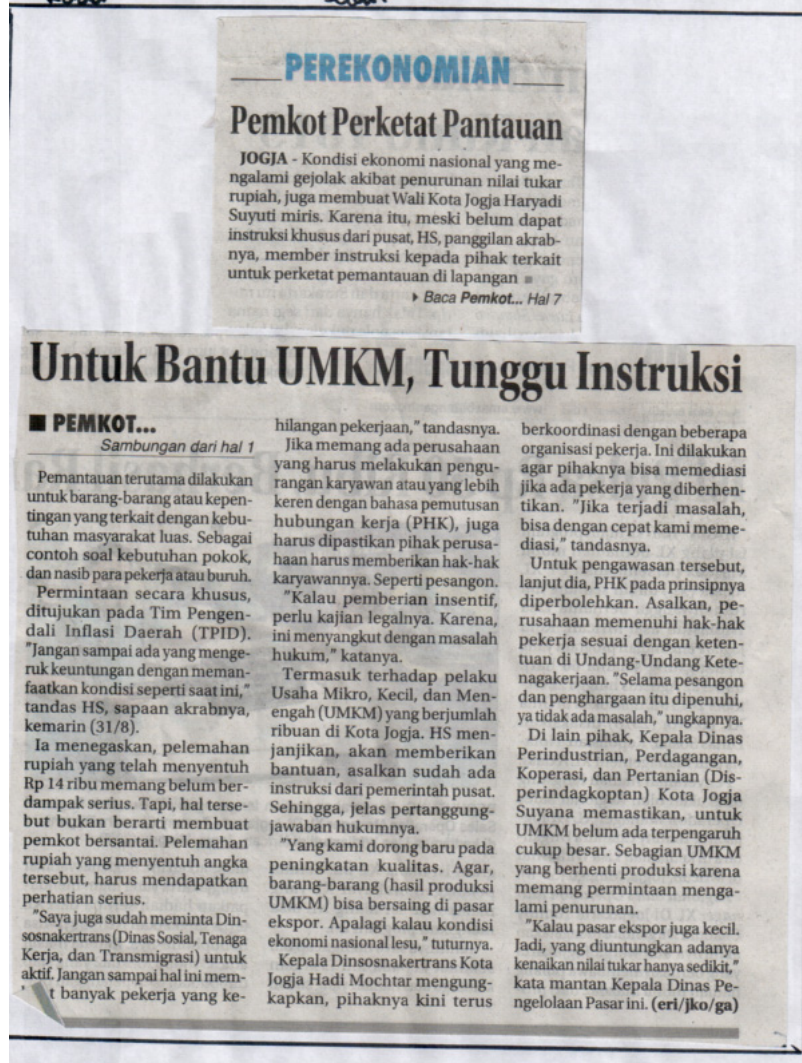 PEREKONOMIAN
Pemkot Perketat Pantauan
JOGJA - Kondisi ekonomi nasional yang me-
ngalami gejolak akibat penurunan nilai tukar
rupiah, juga membuat Wali Kota Jogja Haryadi
Suyuti miris. Karena itu, meski belum dapat
instruksi khusus dari pusat, HS, panggilan akrab-
nya, member instruksi kepada pihak terkait
untuk perketat pemantauan di lapangan
Baca Pemkot... Hal 7
Untuk Bantu UMKM, Tunggu Instruksi
PEMKOT...
Sambungan dari hal 1
Pemantauan terutama dilakukan
untuk barang-barang atau kepen-
tingan yang terkait dengan kebu-
tuhan masyarakat luas. Sebagai
contoh soal kebutuhan pokok,
dan nasib para pekerja atau buruh.
Permintaan secara khusus,
ditujukan pada Tim Pengen-
dali Inflasi Daerah (TPID).
"Jangan sampai ada yang menge-
ruk keuntungan dengan meman-
faatkan kondisi seperti saat ini,"
tandas HS, sapaan akrabnya,
kemarin (31/8).
Ia menegaskan, pelemahan
rupiah yang telah menyentuh
Rp 14 ribu memang belum ber-
dampak serius. Tapi, hal terse-
but bukan berarti membuat
pemkot bersantai. Pelemahan
rupiah yang menyentuh angka
tersebut, harus mendapatkan
perhatian serius.
"Saya juga sudah meminta Din-
sosnakertrans (Dinas Sosial, Tenaga
Kerja, dan Transmigrasi) untuk
aktif. Jangan sampai hal ini mem-
banyak pekerja yang ke-
hilangan pekerjaan," tandasnya.
Jika memang ada perusahaan
yang harus melakukan pengu-
rangan karyawan atau yang lebih
keren dengan bahasa pemutusan
hubungan kerja (PHK), juga
harus dipastikan pihak perusa-
haan harus memberikan hak-hak
karyawannya. Seperti pesangon.
"Kalau pemberian insentif,
perlu kajian legalnya. Karena,
ini menyangkut dengan masalah
hukum," katanya.
Termasuk terhadap pelaku
Usaha Mikro, Kecil, dan Men-
engah (UMKM) yang berjumlah
ribuan di Kota Jogja. HS men-
janjikan, akan memberikan
bantuan, asalkan sudah ada
instruksi dari pemerintah pusat.
Sehingga, jelas pertanggung-
jawaban hukumnya.
"Yang kami dorong baru pada
peningkatan kualitas. Agar,
barang-barang (hasil produksi
UMKM) bisa bersaing di pasar
ekspor. Apalagi kalau kondisi
ekonomi nasional lesu," tuturnya.
Kepala Dinsosnakertrans Kota
Jogja Hadi Mochtar mengung-
kapkan, pihaknya kini terus
berkoordinasi dengan beberapa
organisasi pekerja. Ini dilakukan
agar pihaknya bisa memediasi
jika ada pekerja yang diberhen-
tikan. "Jika terjadi masalah,
bisa dengan cepat kami meme-
diasi," tandasnya.
Untuk pengawasan tersebut,
lanjut dia, PHK pada prinsipnya
diperbolehkan. Asalkan, pe-
rusahaan memenuhi hak-hak
pekerja sesuai dengan keten-
tuan di Undang-Undang Kete-
nagakerjaan. "Selama pesangon
dan penghargaan itu dipenuhi,
ya tidak ada masalah," ungkapnya.
Di lain pihak, Kepala Dinas
Perindustrian, Perdagangan,
Koperasi, dan Pertanian (Dis-
perindagkoptan) Kota Jogja
Suyana memastikan, untuk
UMKM belum ada terpengaruh
cukup besar. Sebagian UMKM
yang berhenti produksi karena
memang permintaan menga-
lami penurunan.
"Kalau pasar ekspor juga kecil.
Jadi, yang diuntungkan adanya
kenaikan nilai tukar hanya sedikit,"
kata mantan Kepala Dinas Pe-
ngelolaan Pasar ini. (eri/jko/ga)